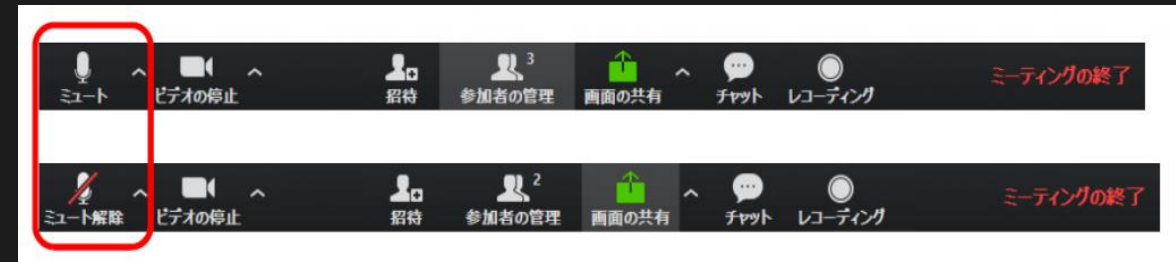 3
ミュート ビデオの停止 招待 参加者の管理 画面の共有 チャット レコーディング ミーティングの終了
2
ミュート解除 ビデオの停止 招待 参加者の管理 画面の共有 チャット レコーディング ミーティングの終了